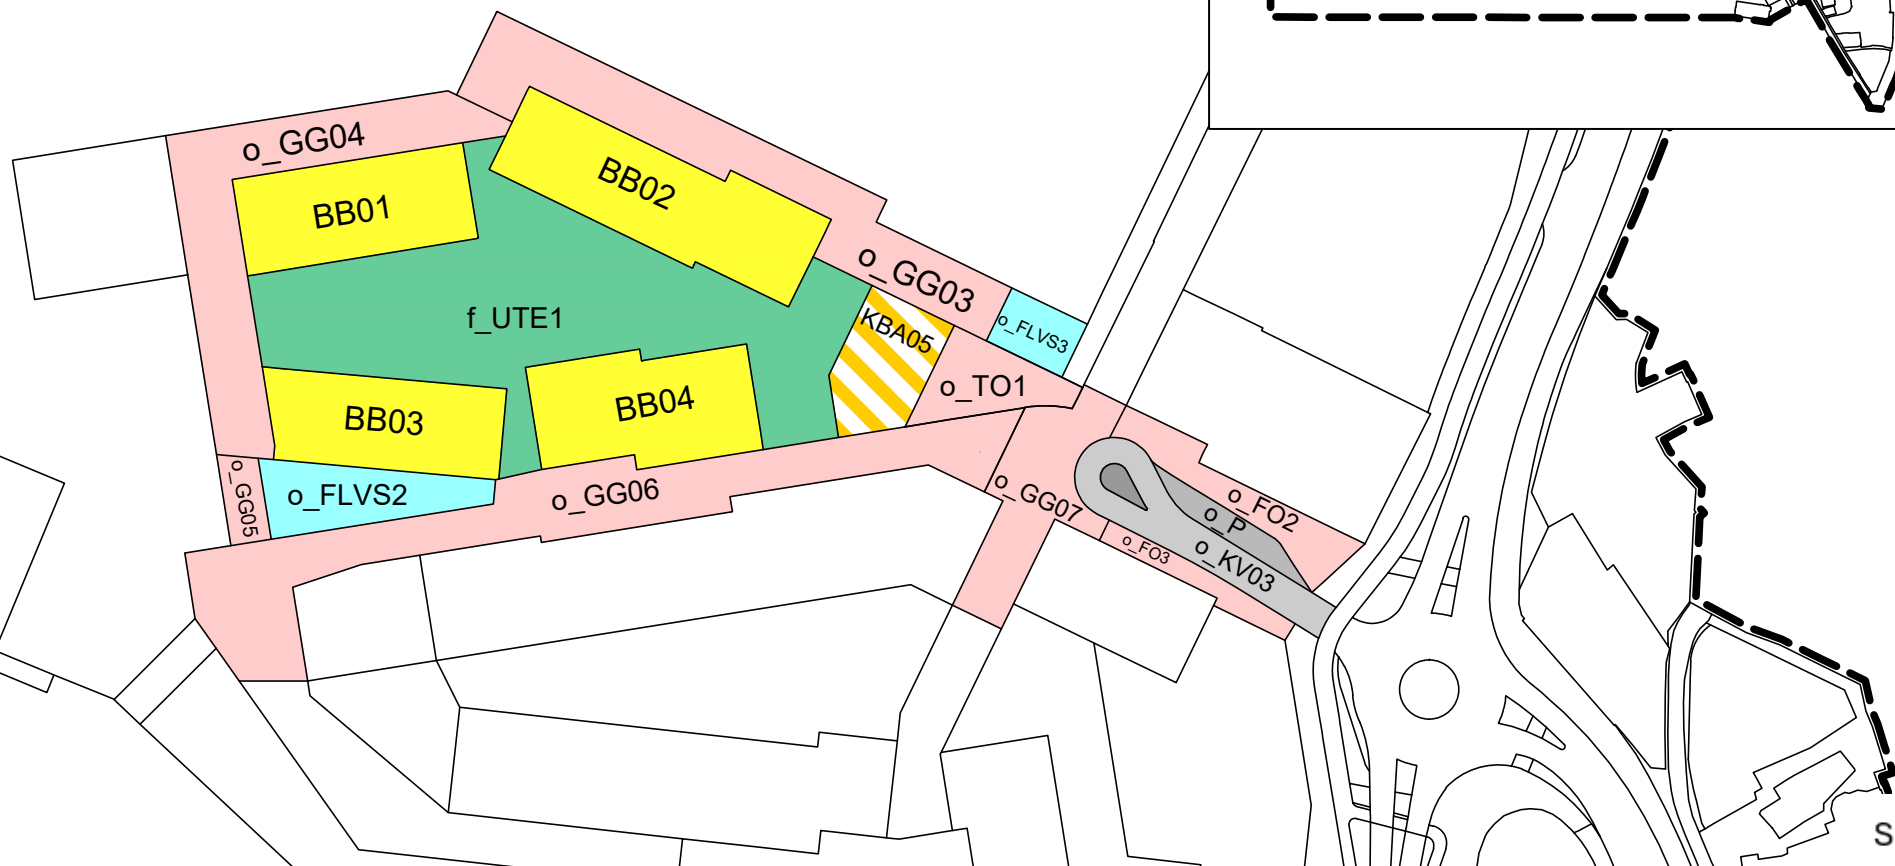 o_GG04
BB02
BB01
o_GG03
f_UTE1
KBA05
o_FLVS3
o_TO1
BB04
BB03
o_GG05
o_FLVS2
o_GG06
o_GG07
o_FO2
o_P
o_FO3
o_KV03
S